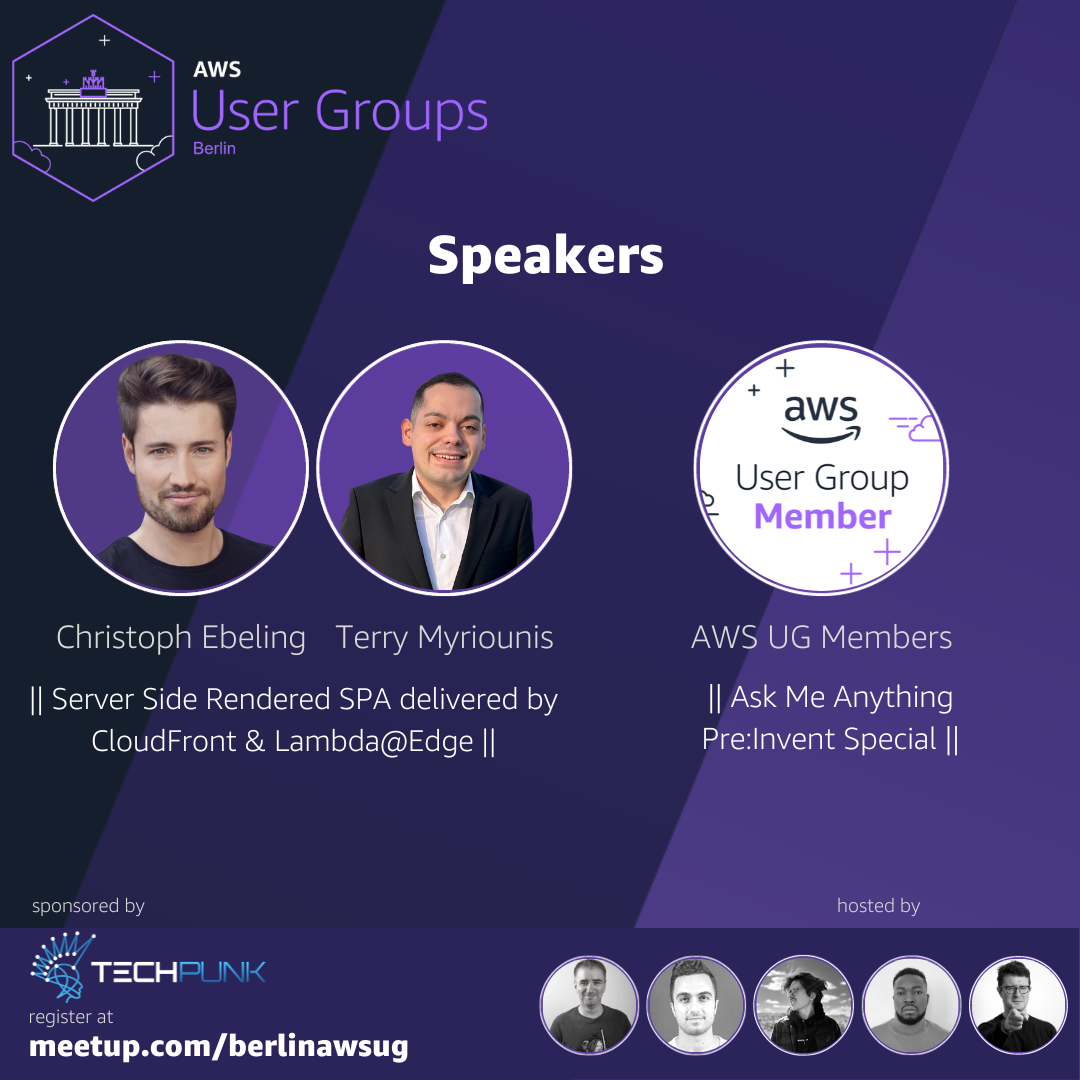 AWS
User Groups
Berlin
Speakers
aws
User Group
Member
Christoph Ebeling
Terry Myriounis
AWS UG Members
|| Server Side Rendered SPA delivered by
CloudFront & Lambda@Edge ||
|| Ask Me Anything
Pre:Invent Special ||
sponsored by
hosted by
TECHPUNK
register at
meetup.com/berlinawsug